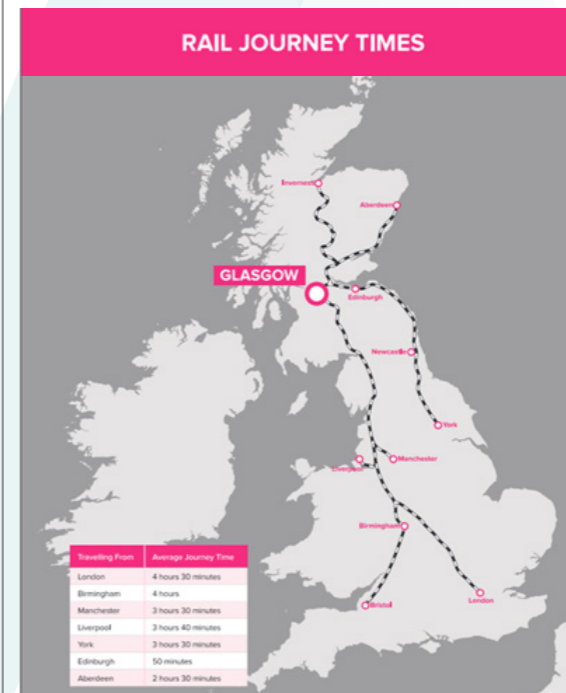 RAIL JOURNEY TIMES
Inverness
Aberdeen
GLASGOW
Edinburgh
Newcastle
York
Manchester
Liverpool
Birmingham
Bristol
London
Travelling From Average Journey Time
London 4 hours 30 minutes
Birmingham 4 hours
Manchester 3 hours 30 minutes
Liverpool 3 hours 40 minutes
York 3 hours 30 minutes
Edinburgh 50 minutes
Aberdeen 2 hours 30 minutes